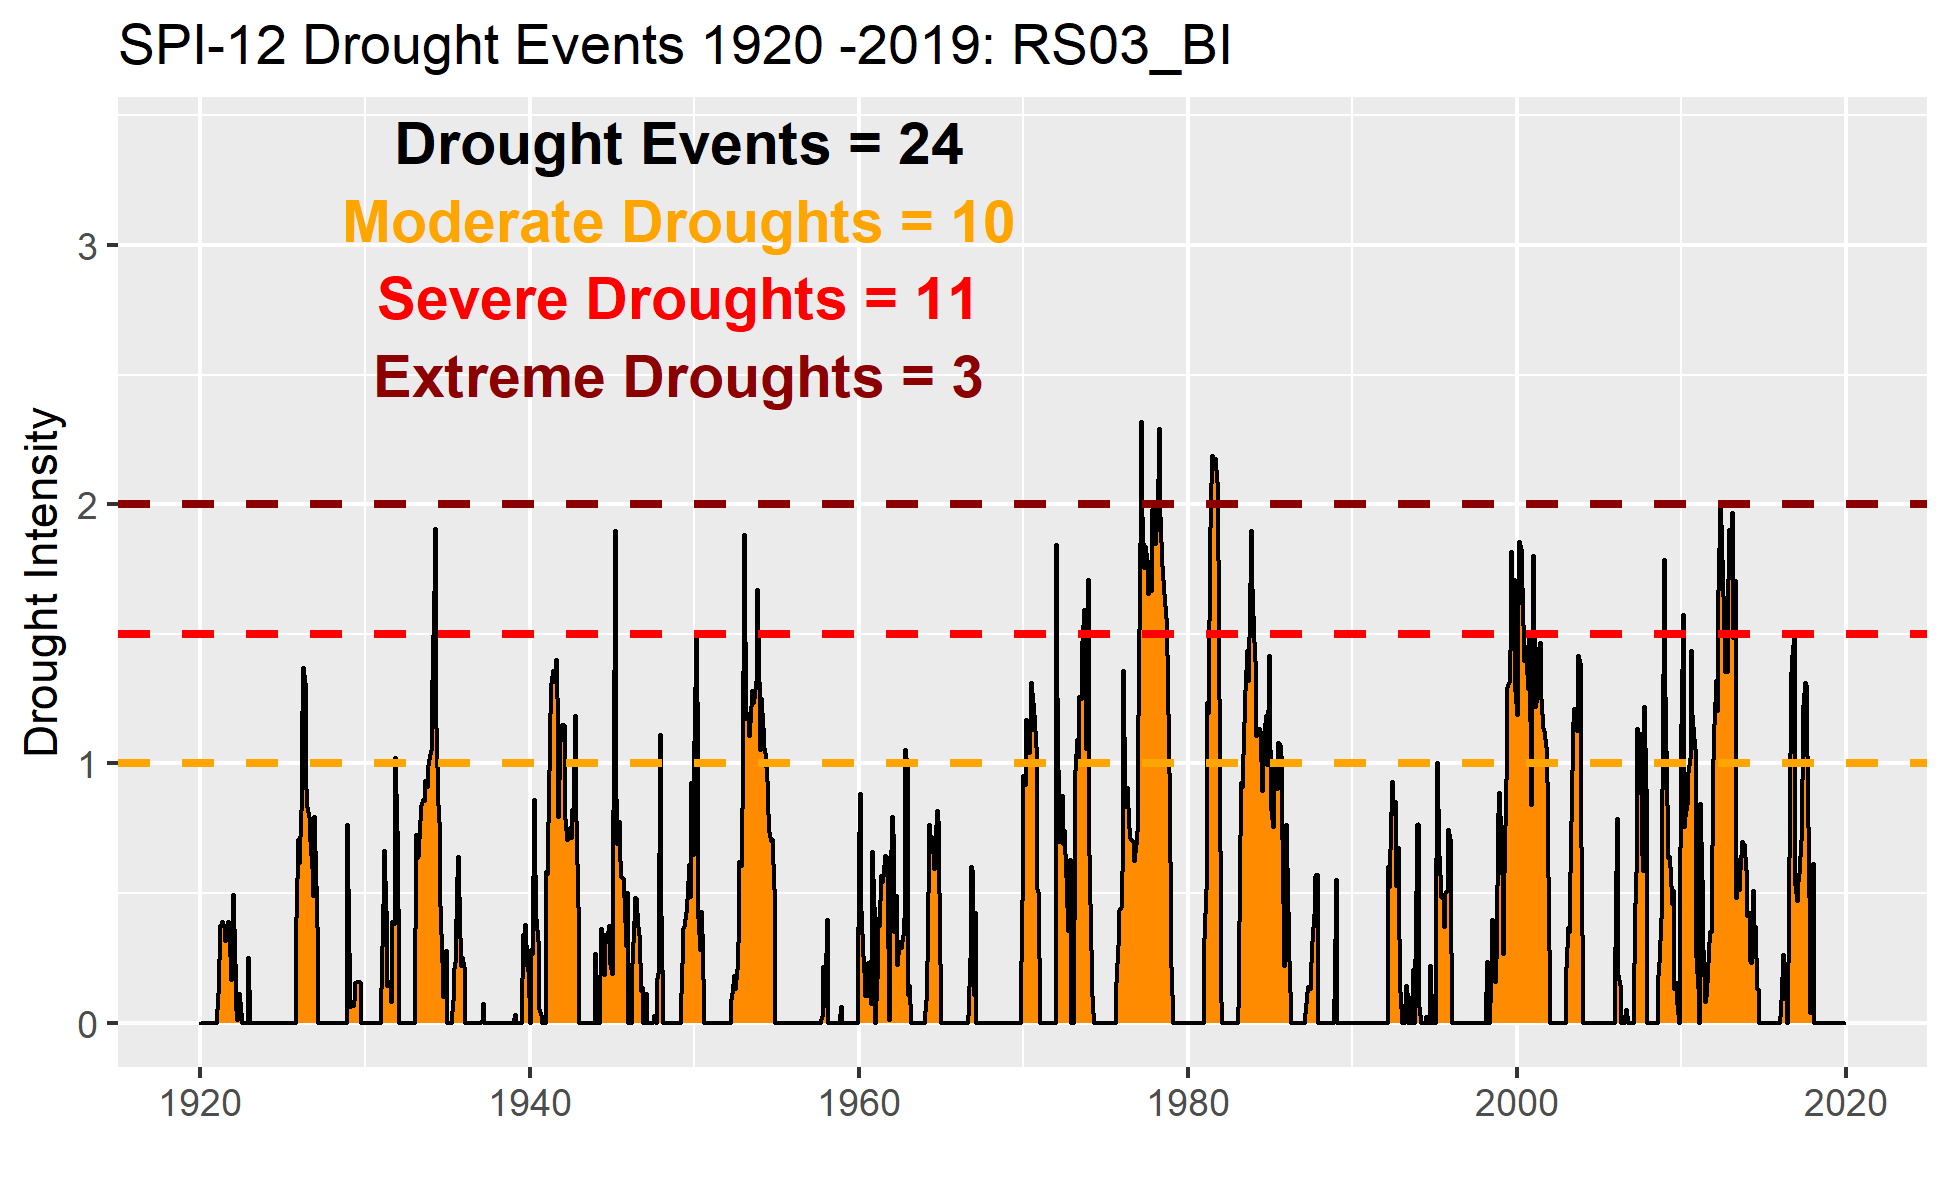 SPI-12 Drought Events 1920 -2019: RS03_BI
Drought Events = 24
Moderate Droughts = 10
Severe Droughts = 11
Extreme Droughts = 3
Drought Intensity
3
2
1
0
1920
1940
1960
1980
2000
2020